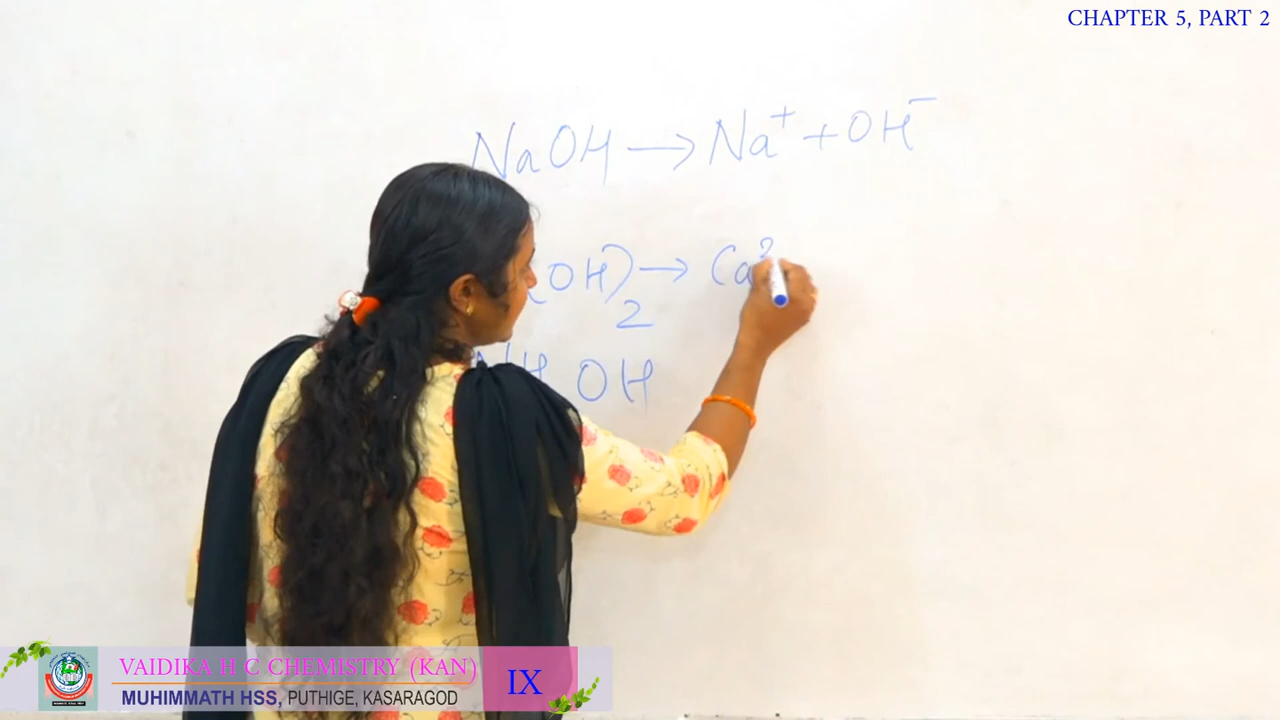 CHAPTER 5, PART 2
NaOH → Na⁺ + OH⁻
(OH)₂ → Ca²
NH OH
VAIDIKA H C CHEMISTRY (KAN)
IX
MUHIMMATH HSS, PUTHIGE, KASARAGOD